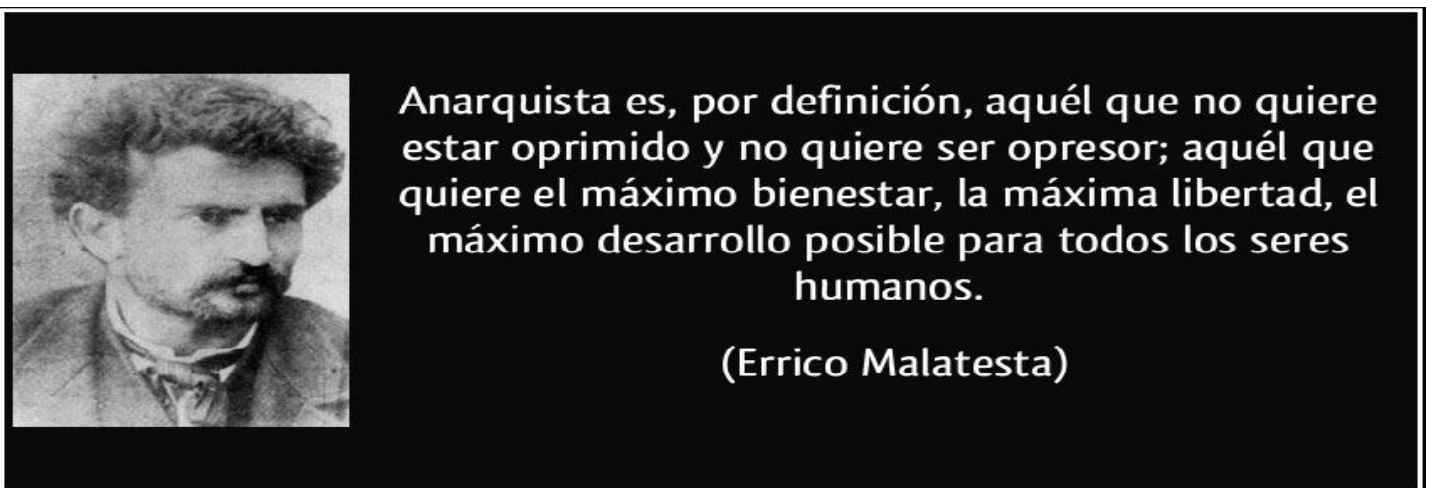 Anarquista es, por definición, aquél que no quiere
estar oprimido y no quiere ser opresor; aquél que
quiere el máximo bienestar, la máxima libertad, el
máximo desarrollo posible para todos los seres
humanos.
(Errico Malatesta)